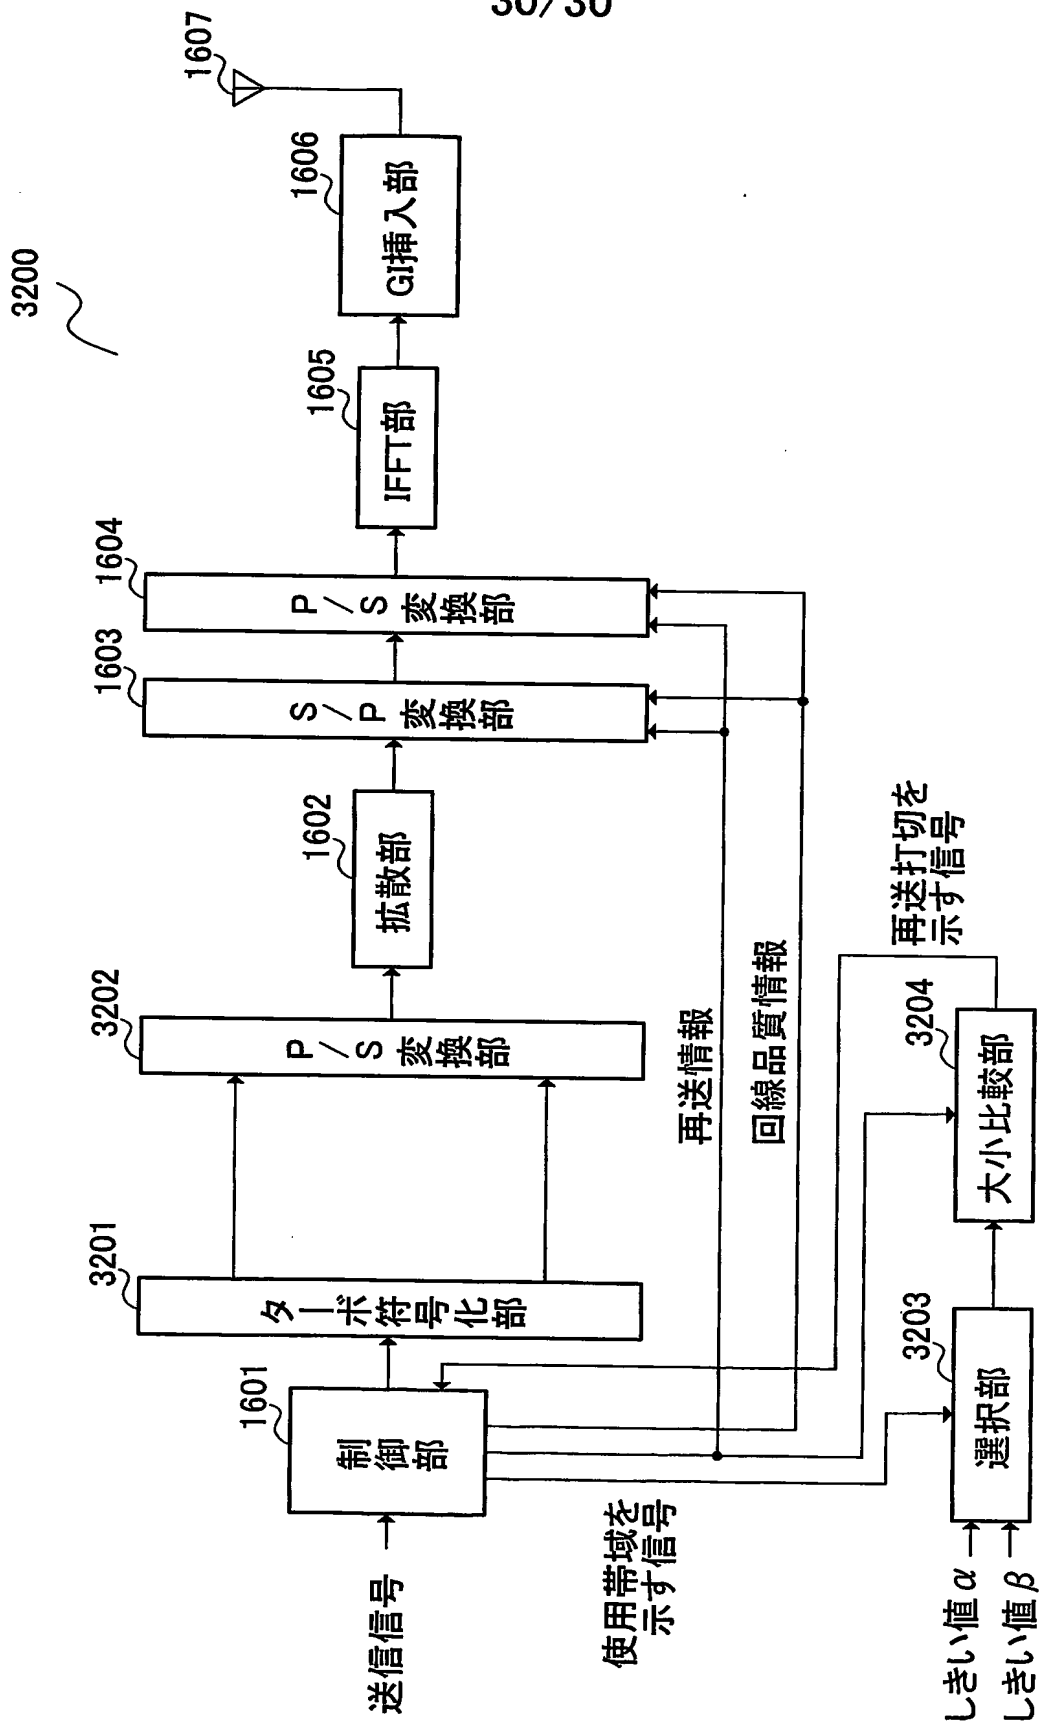 30/30
3200
1607
1606
GI挿入部
1605
IFFT部
1604
P/S変換部
1603
S/P変換部
1602
拡散部
3202
P/S変換部
3201
ターボ符号化部
1601
制御部
送信信号
再送情報
回線品質情報
使用帯域を
示す信号
再送打切を
示す信号
3204
大小比較部
3203
選択部
しきい値α
しきい値β